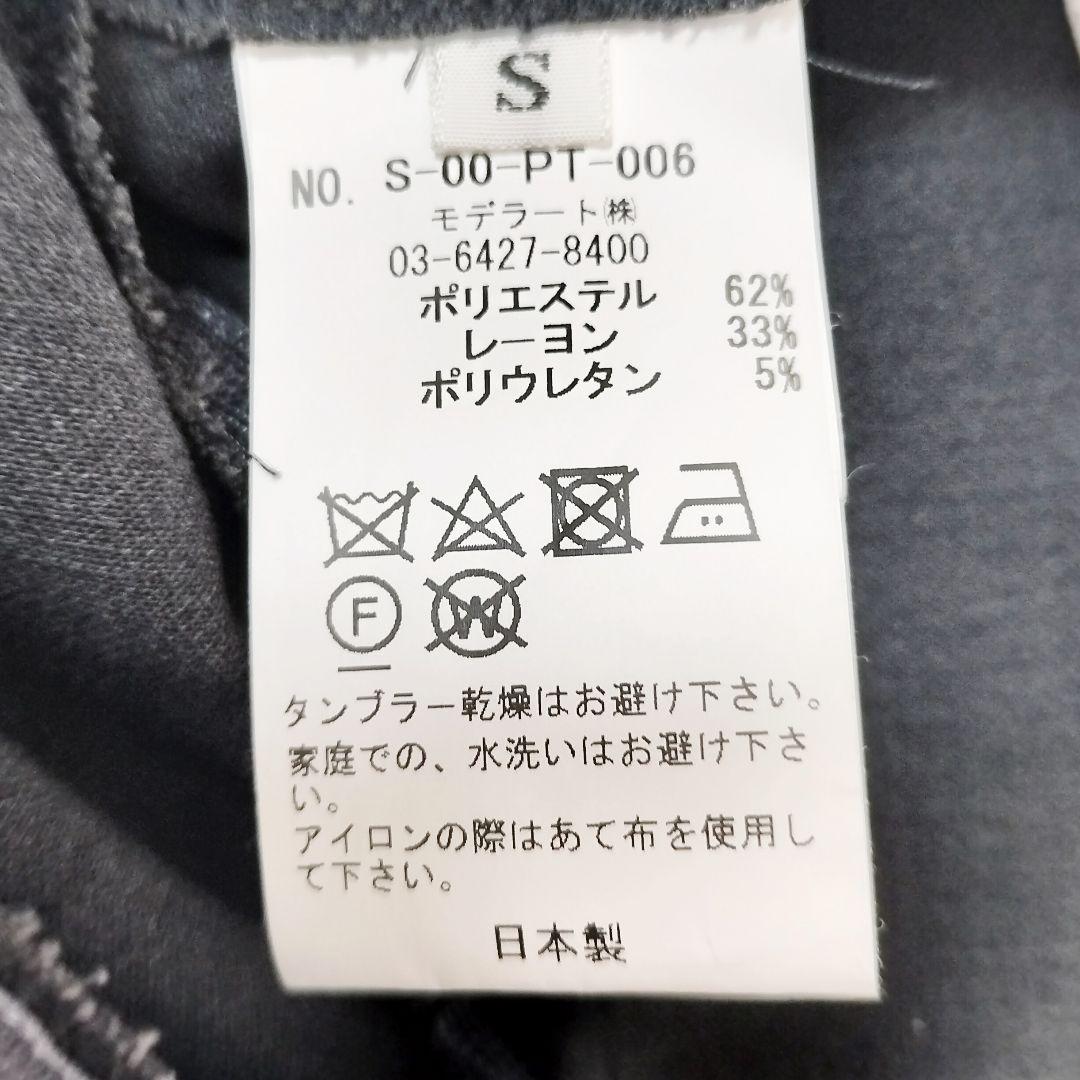 S
NO. S-00-PT-006
モデラート㈱
03-6427-8400
ポリエステル 62%
レーヨン 33%
ポリウレタン 5%
F W
タンブラー乾燥はお避け下さい。
家庭での、水洗いはお避け下さ
い。
アイロンの際はあて布を使用し
て下さい。
日本製